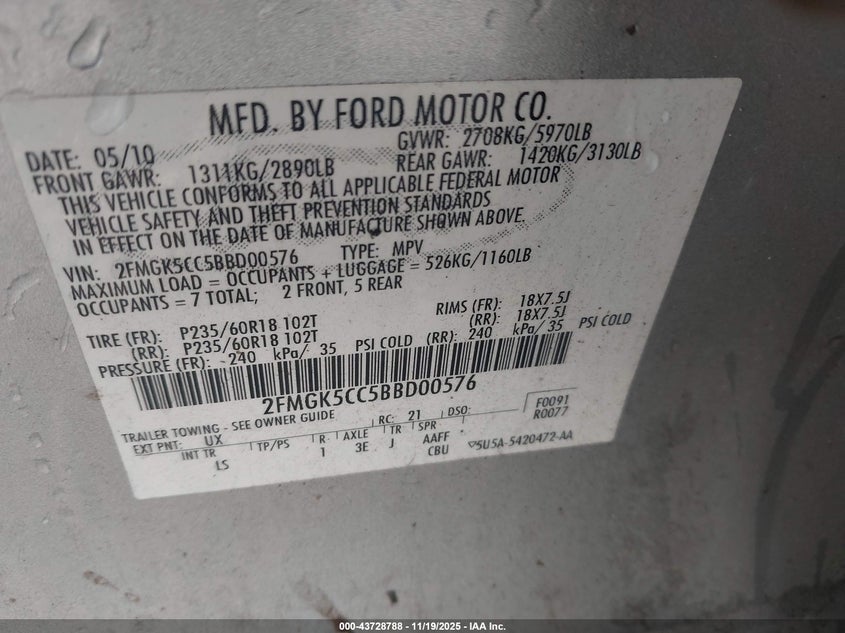 MFD. BY FORD MOTOR CO.
DATE: 05/10 GVWR: 2708KG/5970LB
FRONT GAWR: 1311KG/2890LB REAR GAWR: 1420KG/3130LB
THIS VEHICLE CONFORMS TO ALL APPLICABLE FEDERAL MOTOR
VEHICLE SAFETY AND THEFT PREVENTION STANDARDS
IN EFFECT ON THE DATE OF MANUFACTURE SHOWN ABOVE.
VIN: 2FMGK5CC5BBD00576 TYPE: MPV
MAXIMUM LOAD = OCCUPANTS + LUGGAGE = 526KG/1160LB
OCCUPANTS = 7 TOTAL; 2 FRONT, 5 REAR
TIRE (FR): P235/60R18 102T RIMS (FR): 18X7.5J
(RR): P235/60R18 102T (RR): 18X7.5J
PRESSURE (FR): 240 kPa/ 35 PSI COLD (RR): 240 kPa/ 35 PSI COLD
2FMGK5CC5BBD00576
TRAILER TOWING - SEE OWNER GUIDE RC: 21 DSO: F0091
R0077
EXT PNT: UX TP/PS R AXLE TR SPR
INT TR LS 1 3E J AAFF
CBU 5U5A-5420472-AA
000-43728788 - 11/19/2025 - IAA Inc.